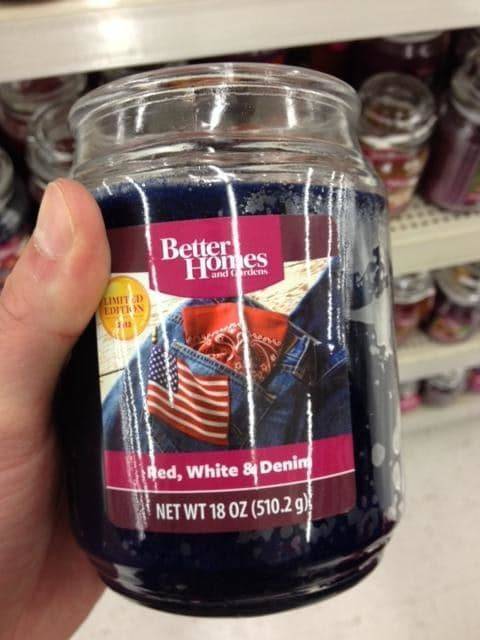 Better
Homes
and Gardens
LIMITED
EDITION
Red, White & Denim
NET WT 18 OZ (510.2 g)